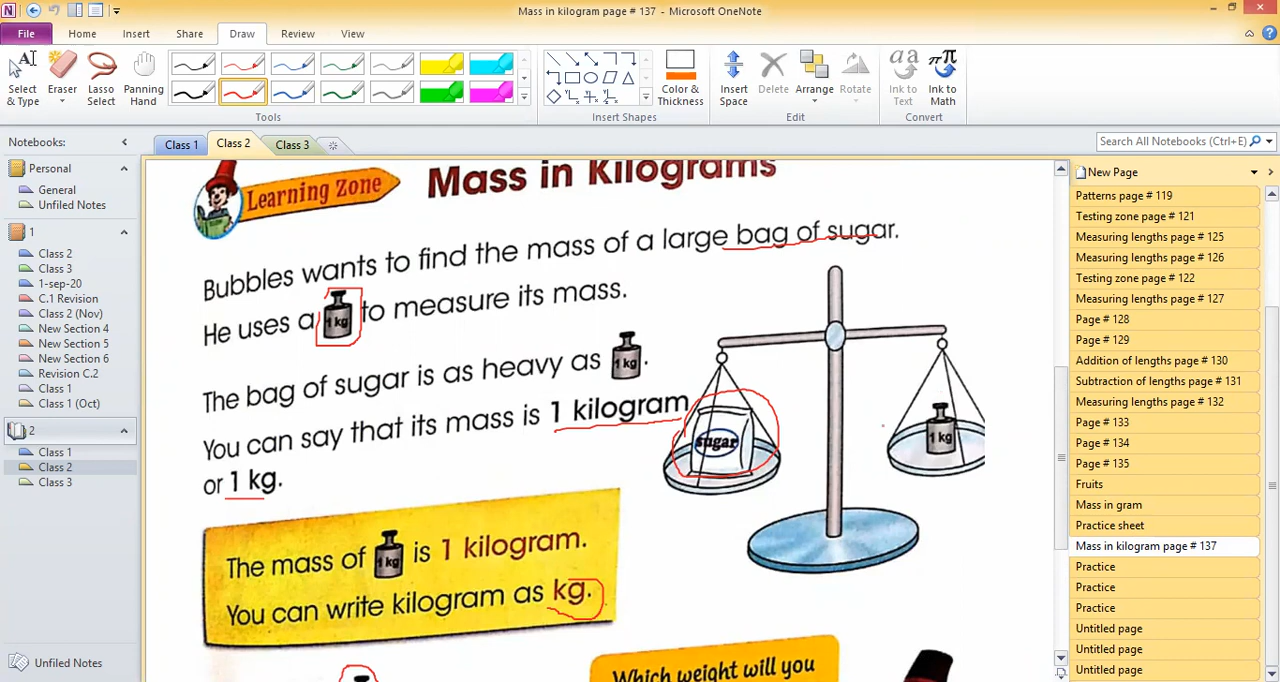 Mass in kilogram page # 137 - Microsoft OneNote
File Home Insert Share Draw Review View
Select & Type
Eraser
Lasso Select
Panning Hand
Color & Thickness
Insert Space
Delete
Arrange
Rotate
Ink to Text
Ink to Math
Tools
Insert Shapes
Edit
Convert
Notebooks:
Class 1 Class 2 Class 3
Search All Notebooks (Ctrl+E)
Personal
General
Unfiled Notes
1
Class 2
Class 3
1-sep-20
C.1 Revision
Class 2 (Nov)
New Section 4
New Section 5
New Section 6
Revision C.2
Class 1
Class 1 (Oct)
2
Class 1
Class 2
Class 3
Unfiled Notes
Learning Zone
Mass in Kilograms
Bubbles wants to find the mass of a large bag of sugar.
He uses a 1 kg to measure its mass.
The bag of sugar is as heavy as 1 kg.
You can say that its mass is 1 kilogram
or 1 kg.
sugar
1 kg
The mass of 1 kg is 1 kilogram.
You can write kilogram as kg.
Which weight will you
New Page
Patterns page # 119
Testing zone page # 121
Measuring lengths page # 125
Measuring lengths page # 126
Testing zone page # 122
Measuring lengths page # 127
Page # 128
Page # 129
Addition of lengths page # 130
Subtraction of lengths page # 131
Measuring lengths page # 132
Page # 133
Page # 134
Page # 135
Fruits
Mass in gram
Practice sheet
Mass in kilogram page # 137
Practice
Practice
Practice
Untitled page
Untitled page
Untitled page